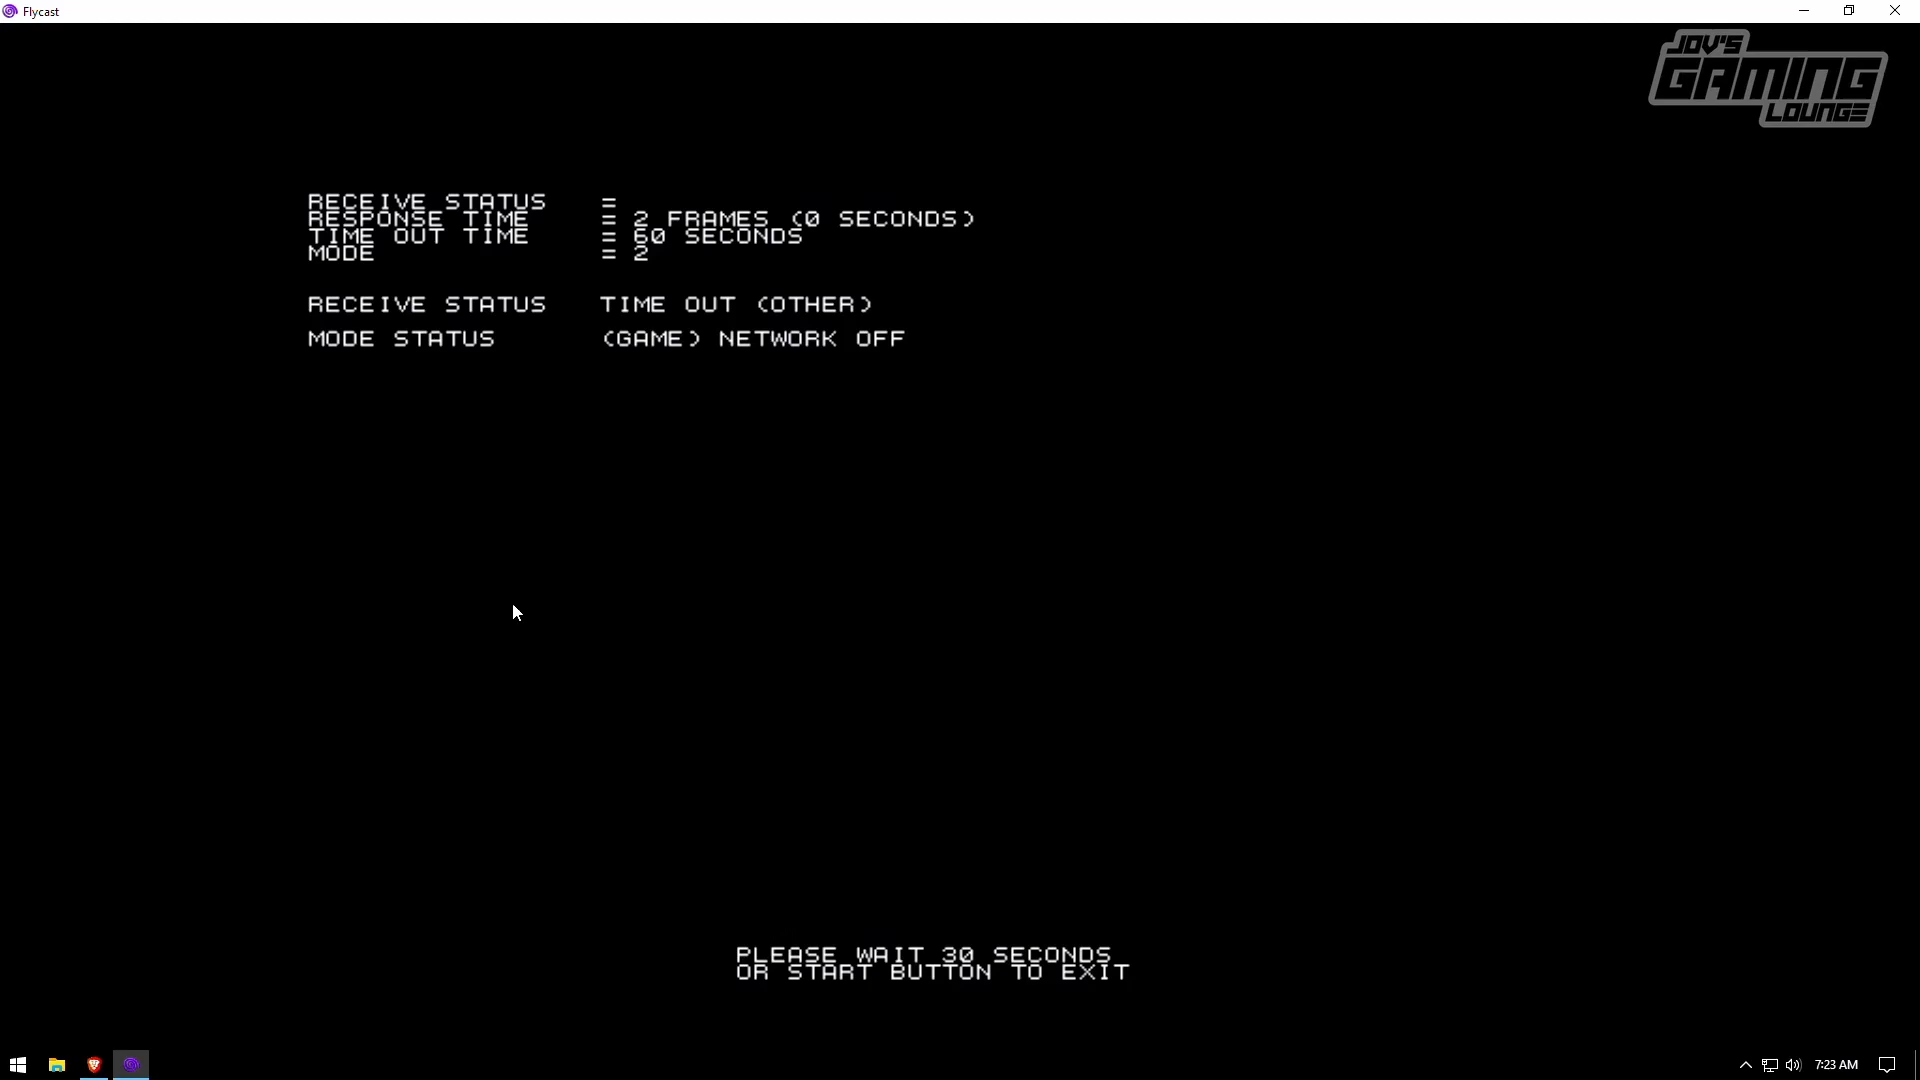 Flycast
JOV'S
GAMING
LOUNGE
RECEIVE STATUS =
RESPONSE TIME = 2 FRAMES (0 SECONDS)
TIME OUT TIME = 60 SECONDS
MODE = 2
RECEIVE STATUS TIME OUT (OTHER)
MODE STATUS (GAME) NETWORK OFF
PLEASE WAIT 30 SECONDS
OR START BUTTON TO EXIT
7:23 AM